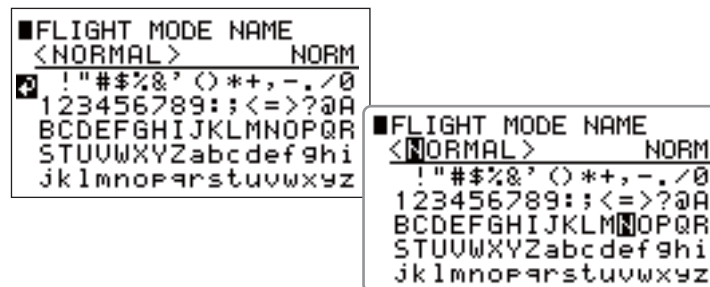 ■FLIGHT MODE NAME
<NORMAL> NORM
!"#$%&'()*+,-./0
123456789:;<=>?@A
BCDEFGHIJKLMNOPQR
STUVWXYZabcdefghi
jklmnopqrstuvwxyz
■FLIGHT MODE NAME
<NORMAL> NORM
!"#$%&'()*+,-./0
123456789:;<=>?@A
BCDEFGHIJKLMNOPQR
STUVWXYZabcdefghi
jklmnopqrstuvwxyz